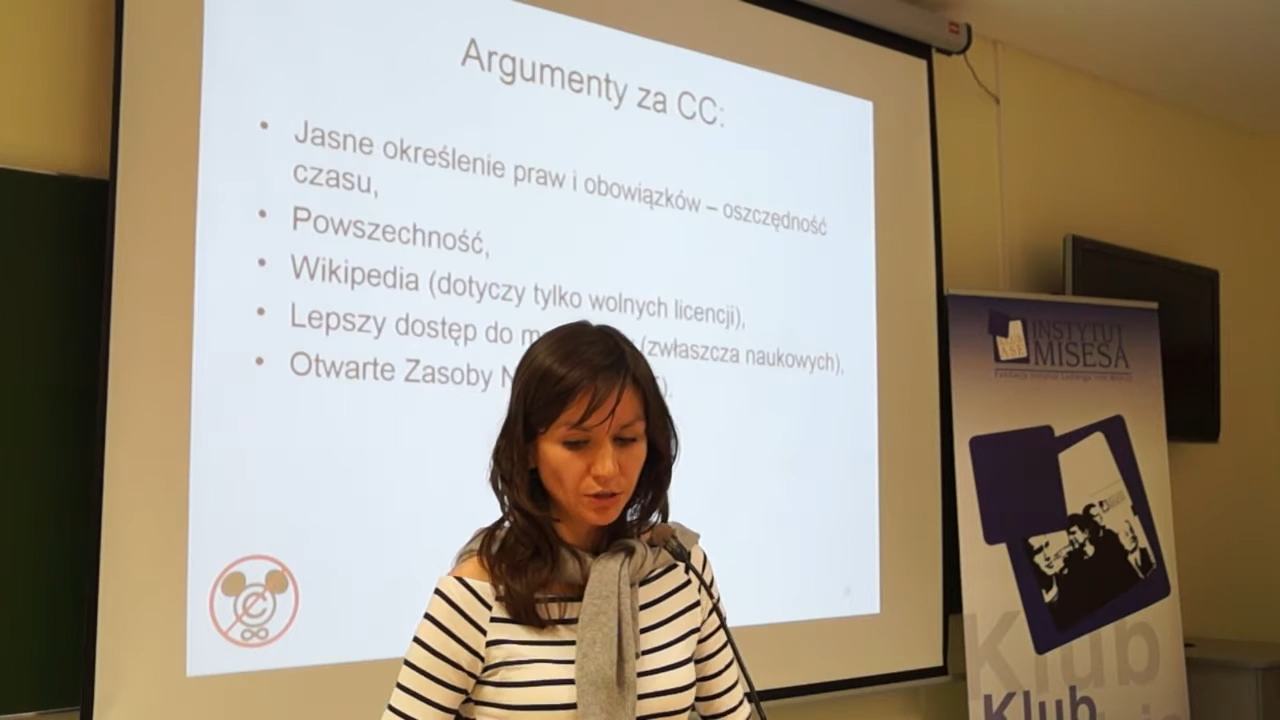 Argumenty za CC:
• Jasne określenie praw i obowiązków – oszczędność
czasu,
• Powszechność,
• Wikipedia (dotyczy tylko wolnych licencji),
• Lepszy dostęp do (zwłaszcza naukowych),
• Otwarte Zasoby
INSTYTUT
MISESA
Klub
Klub